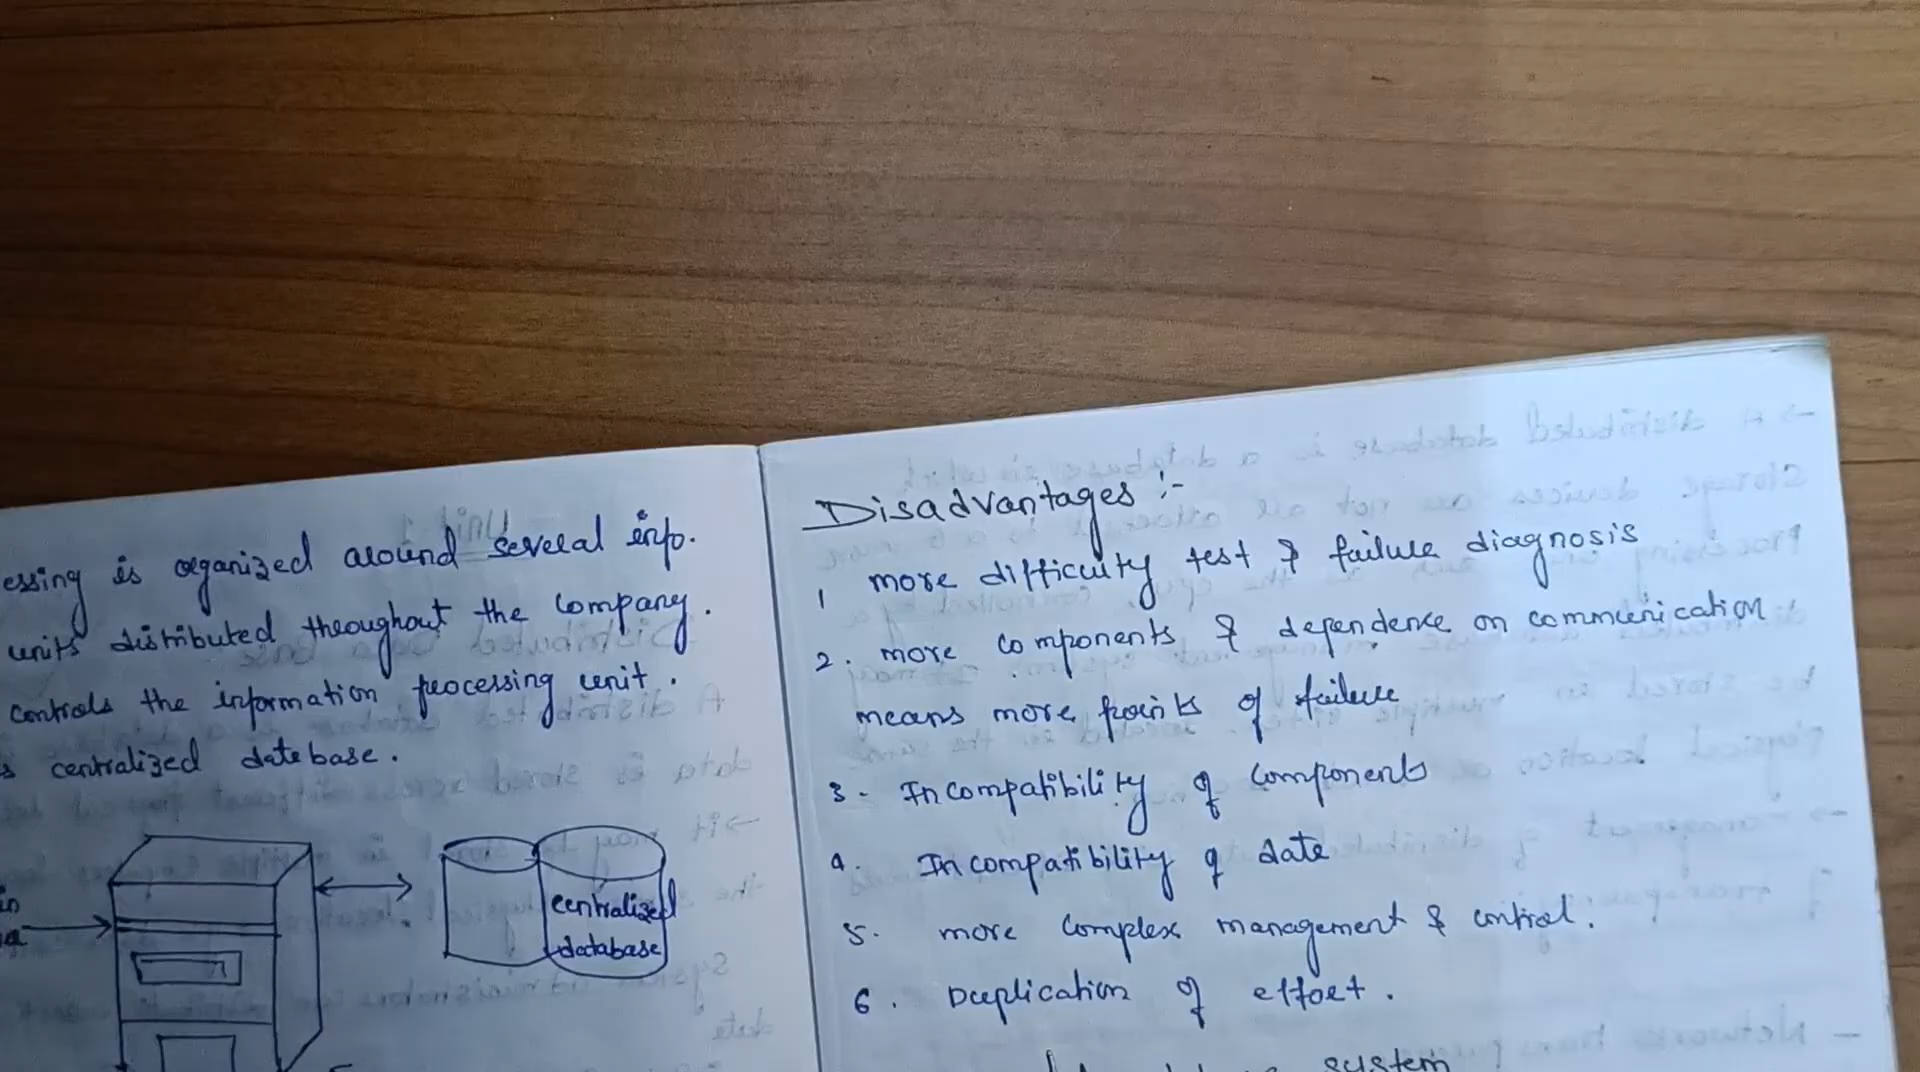 essing is organized around several info.
units distributed throughout the company.
controls the information processing unit.
s centralized datebase.
in
centralized
database
Disadvantages :-
1 more difficulty test & failure diagnosis
2. more components & dependence on communication
means more points of failure
3. Incompatibility of components
4. Incompatibility of date
5. more complex management & control.
6. Duplication of effort.
system